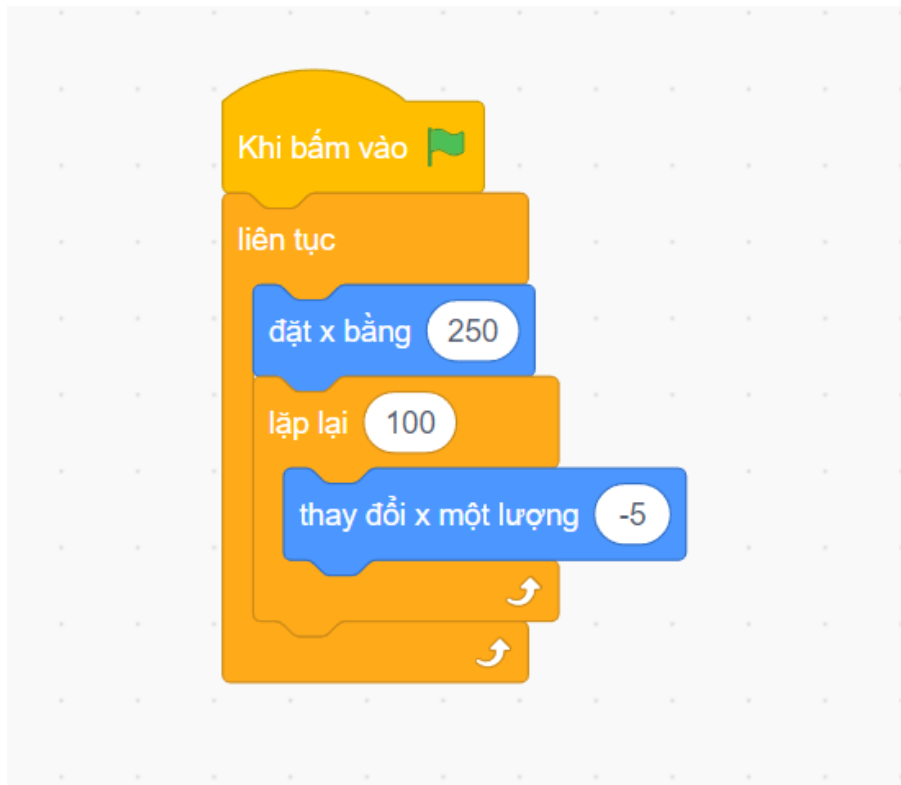 Khi bấm vào
liên tục
đặt x bằng 250
lặp lại 100
thay đổi x một lượng -5